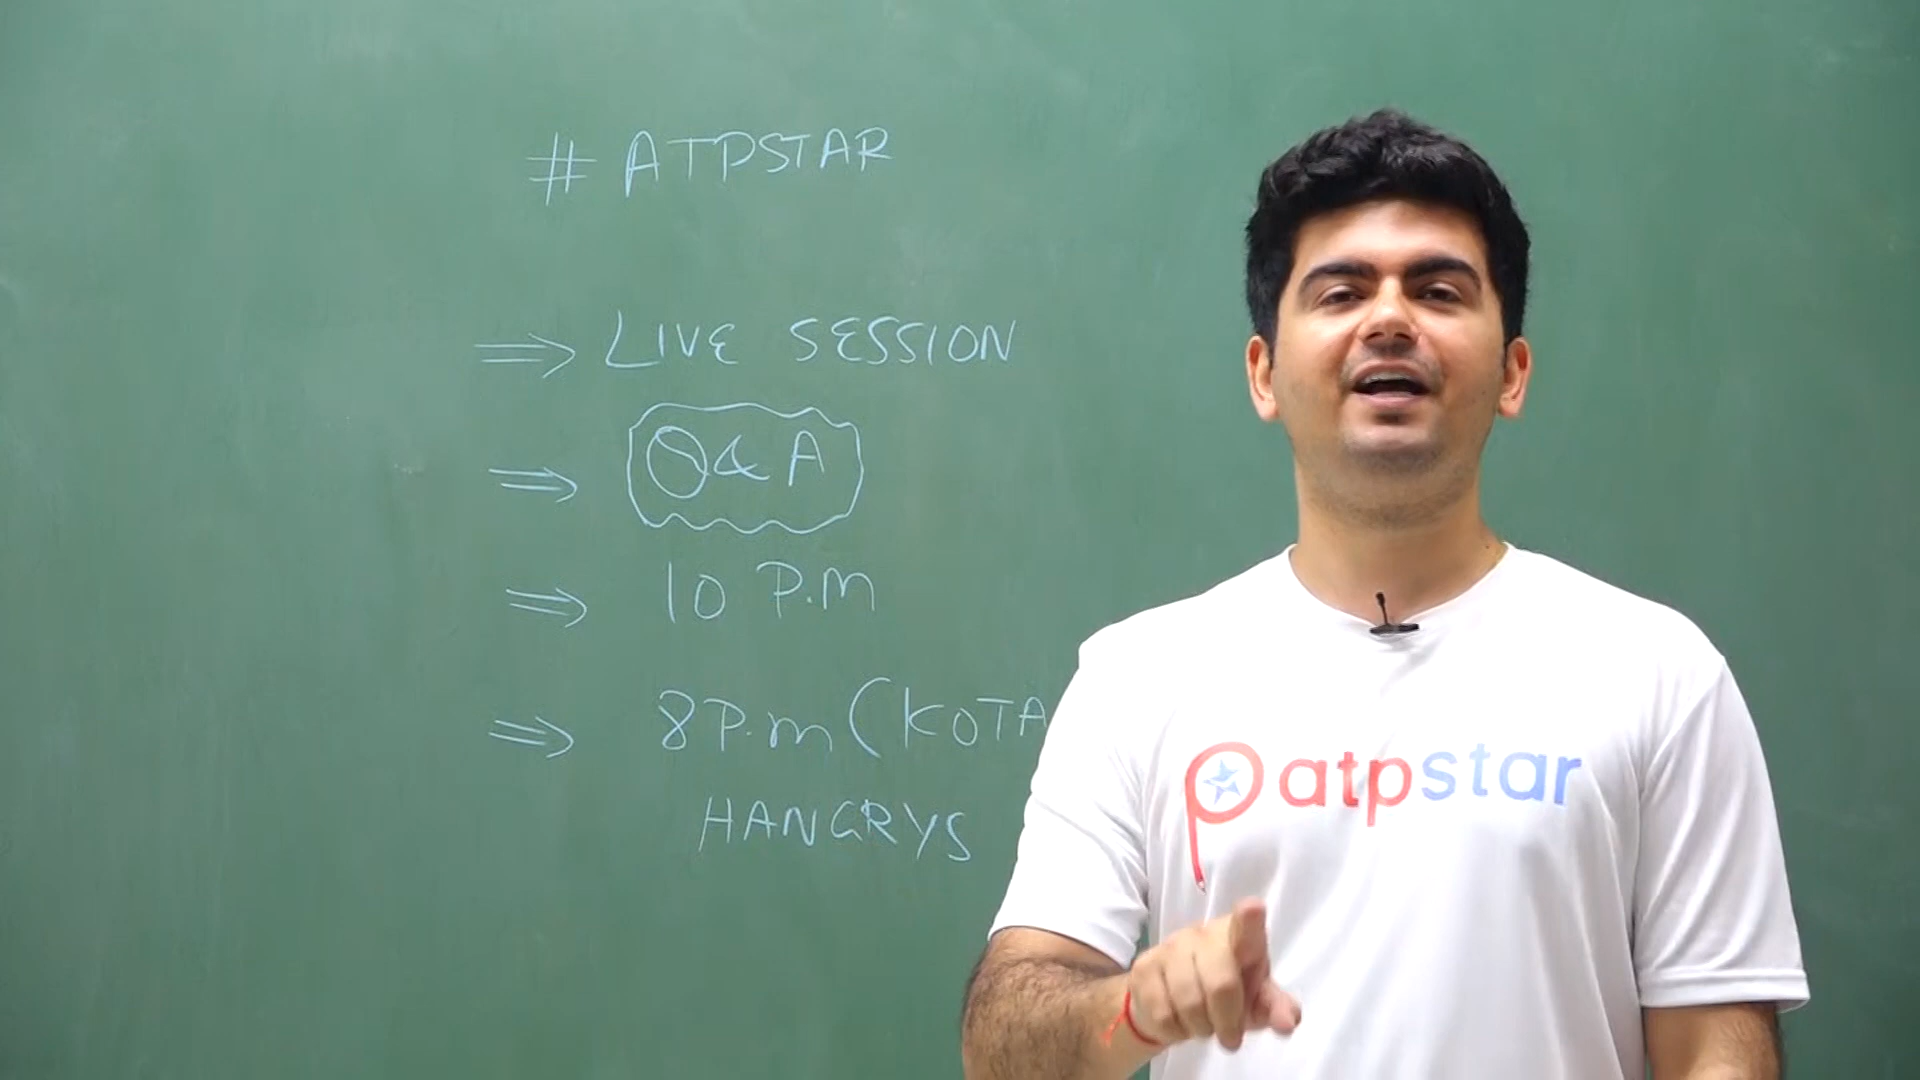 # ATPSTAR
⇒ LIVE SESSION
⇒ Q & A
⇒ 10 P.M
⇒ 8 P.m (KOTA
HANGRYS
atpstar